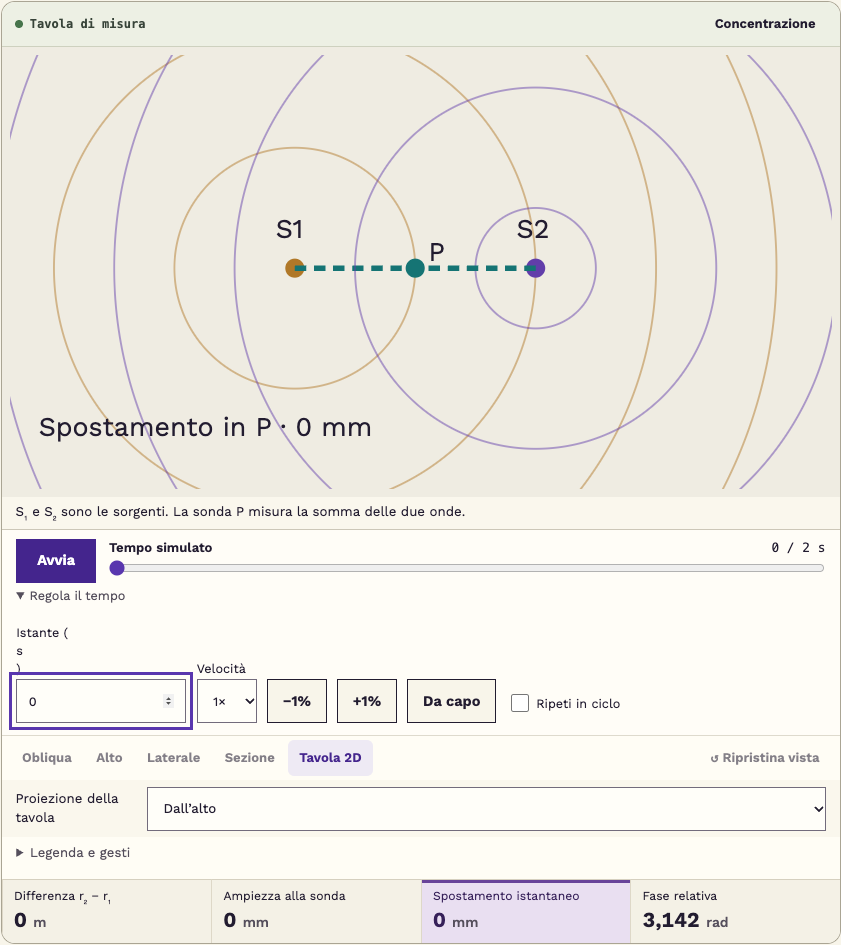 Tavola di misura
Concentrazione
S1
S2
P
Spostamento in P · 0 mm
S₁ e S₂ sono le sorgenti. La sonda P misura la somma delle due onde.
Avvia
Tempo simulato
0 / 2 s
▼ Regola il tempo
Istante (
s
)
Velocità
0
1×
−1%
+1%
Da capo
Ripeti in ciclo
Obliqua
Alto
Laterale
Sezione
Tavola 2D
↺ Ripristina vista
Proiezione della
tavola
Dall’alto
▶ Legenda e gesti
Differenza r₂ − r₁
0 m
Ampiezza alla sonda
0 mm
Spostamento istantaneo
0 mm
Fase relativa
3,142 rad